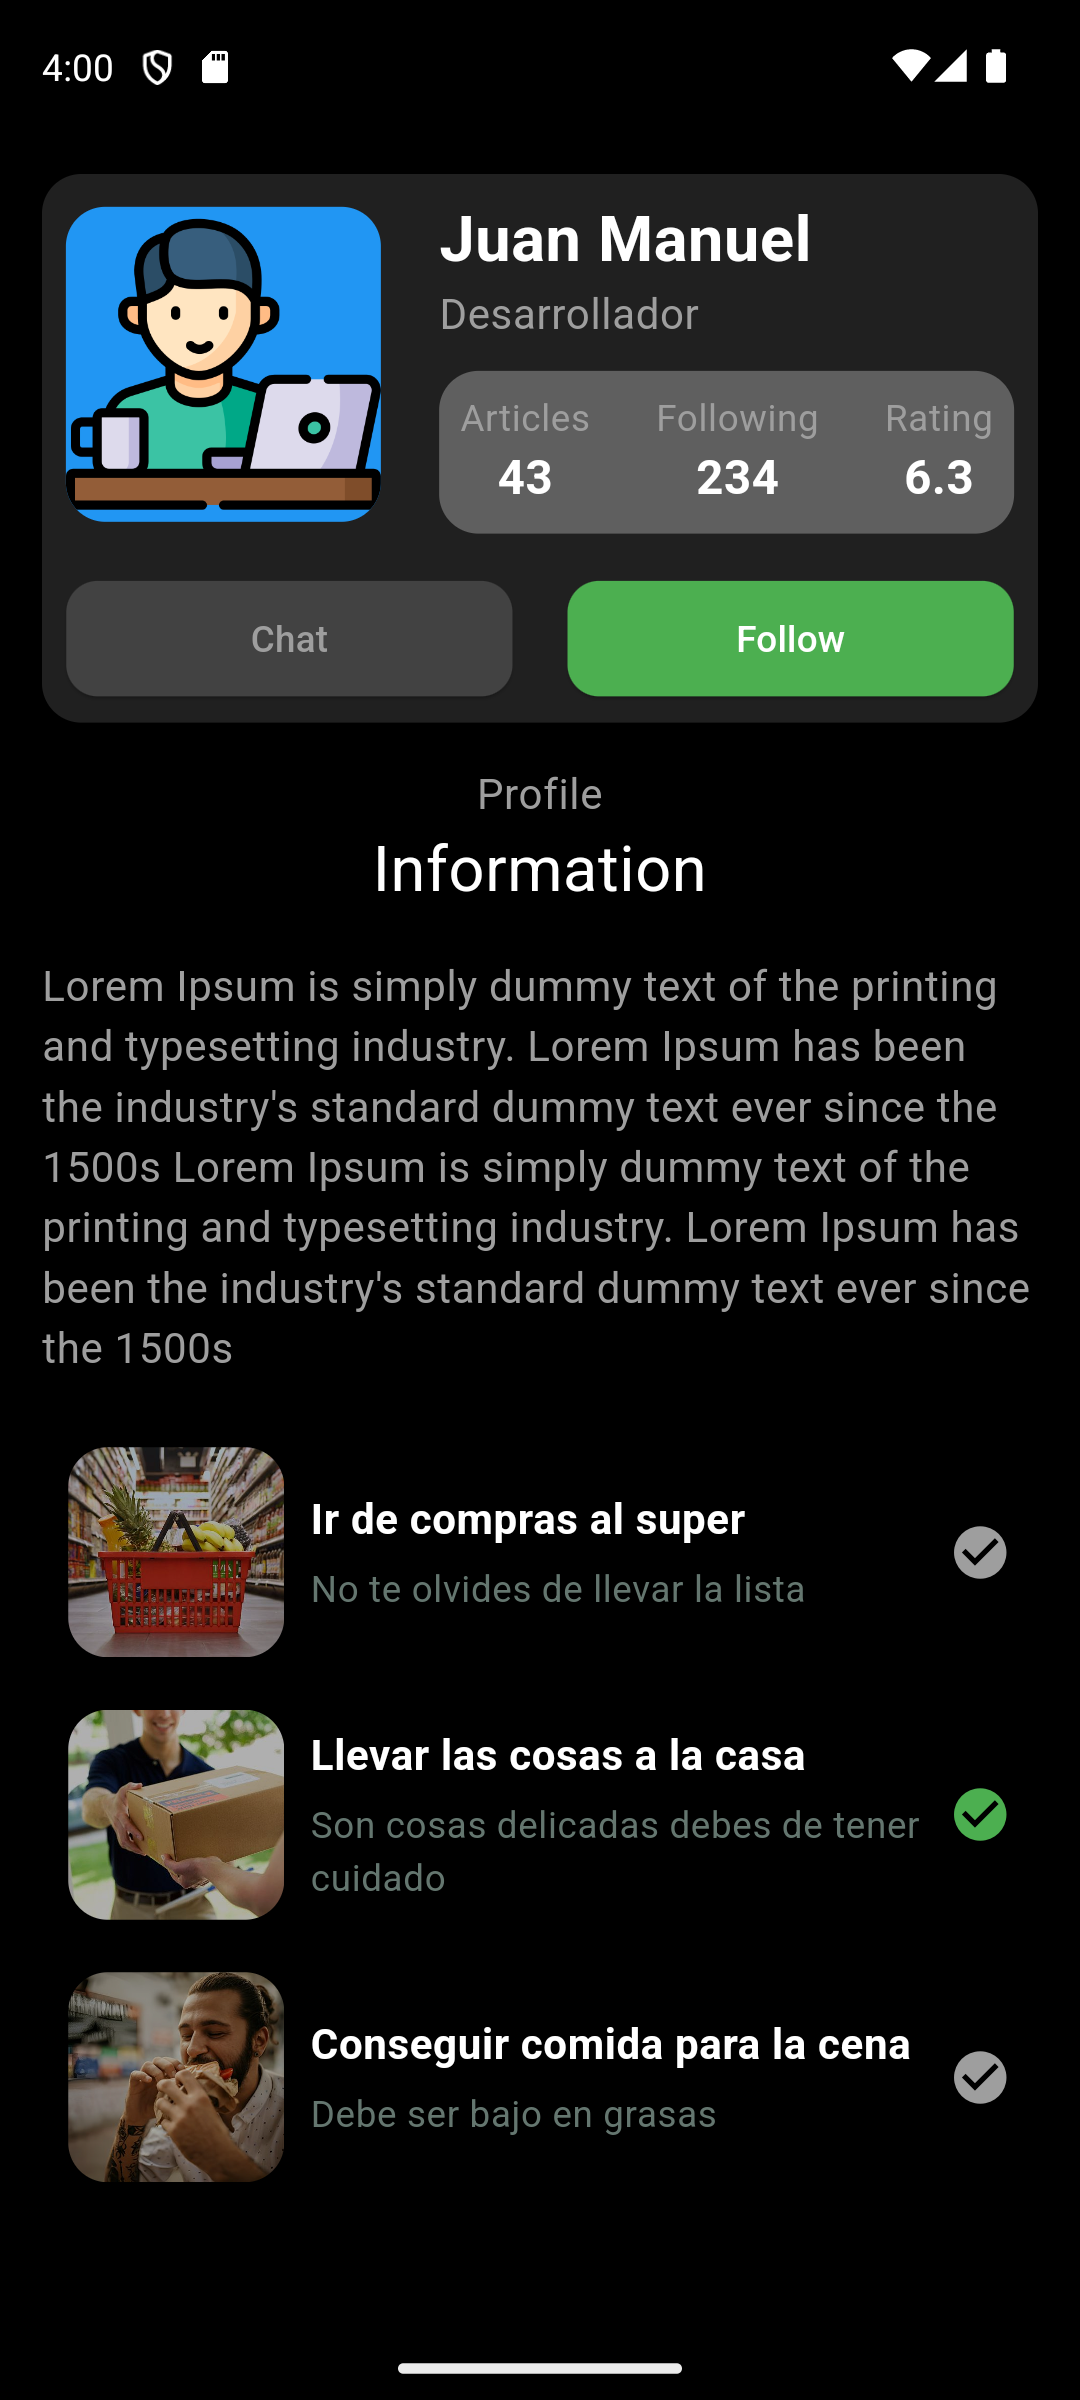 4:00
Juan Manuel
Desarrollador
Articles Following Rating
43 234 6.3
Chat Follow
Profile
Information
Lorem Ipsum is simply dummy text of the printing
and typesetting industry. Lorem Ipsum has been
the industry's standard dummy text ever since the
1500s Lorem Ipsum is simply dummy text of the
printing and typesetting industry. Lorem Ipsum has
been the industry's standard dummy text ever since
the 1500s
Ir de compras al super
No te olvides de llevar la lista
Llevar las cosas a la casa
Son cosas delicadas debes de tener
cuidado
Conseguir comida para la cena
Debe ser bajo en grasas